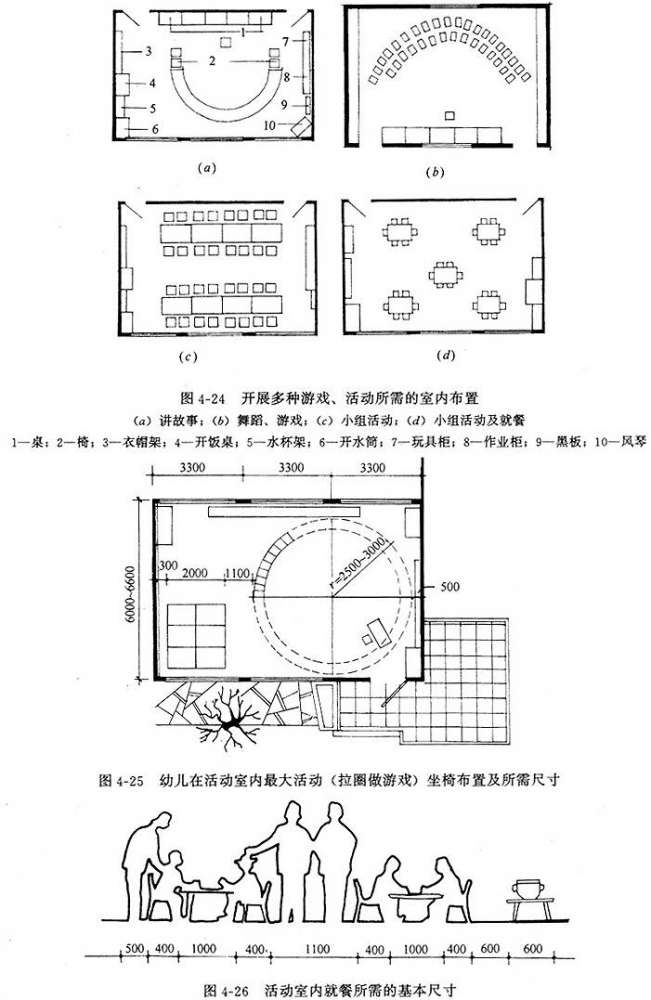 1
2
3
4
5
6
7
8
9
10
(a)
(b)
(c)
(d)
图 4-24 开展多种游戏、活动所需的室内布置
(a) 讲故事；(b) 舞蹈、游戏；(c) 小组活动；(d) 小组活动及就餐
1—桌；2—椅；3—衣帽架；4—开饭桌；5—水杯架；6—开水筒；7—玩具柜；8—作业柜；9—黑板；10—风琴
3300 3300 3300
6000~6600
300 2000 1100
r=2500~3000
500
图 4-25 幼儿在活动室内最大活动（拉圈做游戏）坐椅布置及所需尺寸
500 400 1000 400 1100 400 1000 400 600 600
图 4-26 活动室内就餐所需的基本尺寸